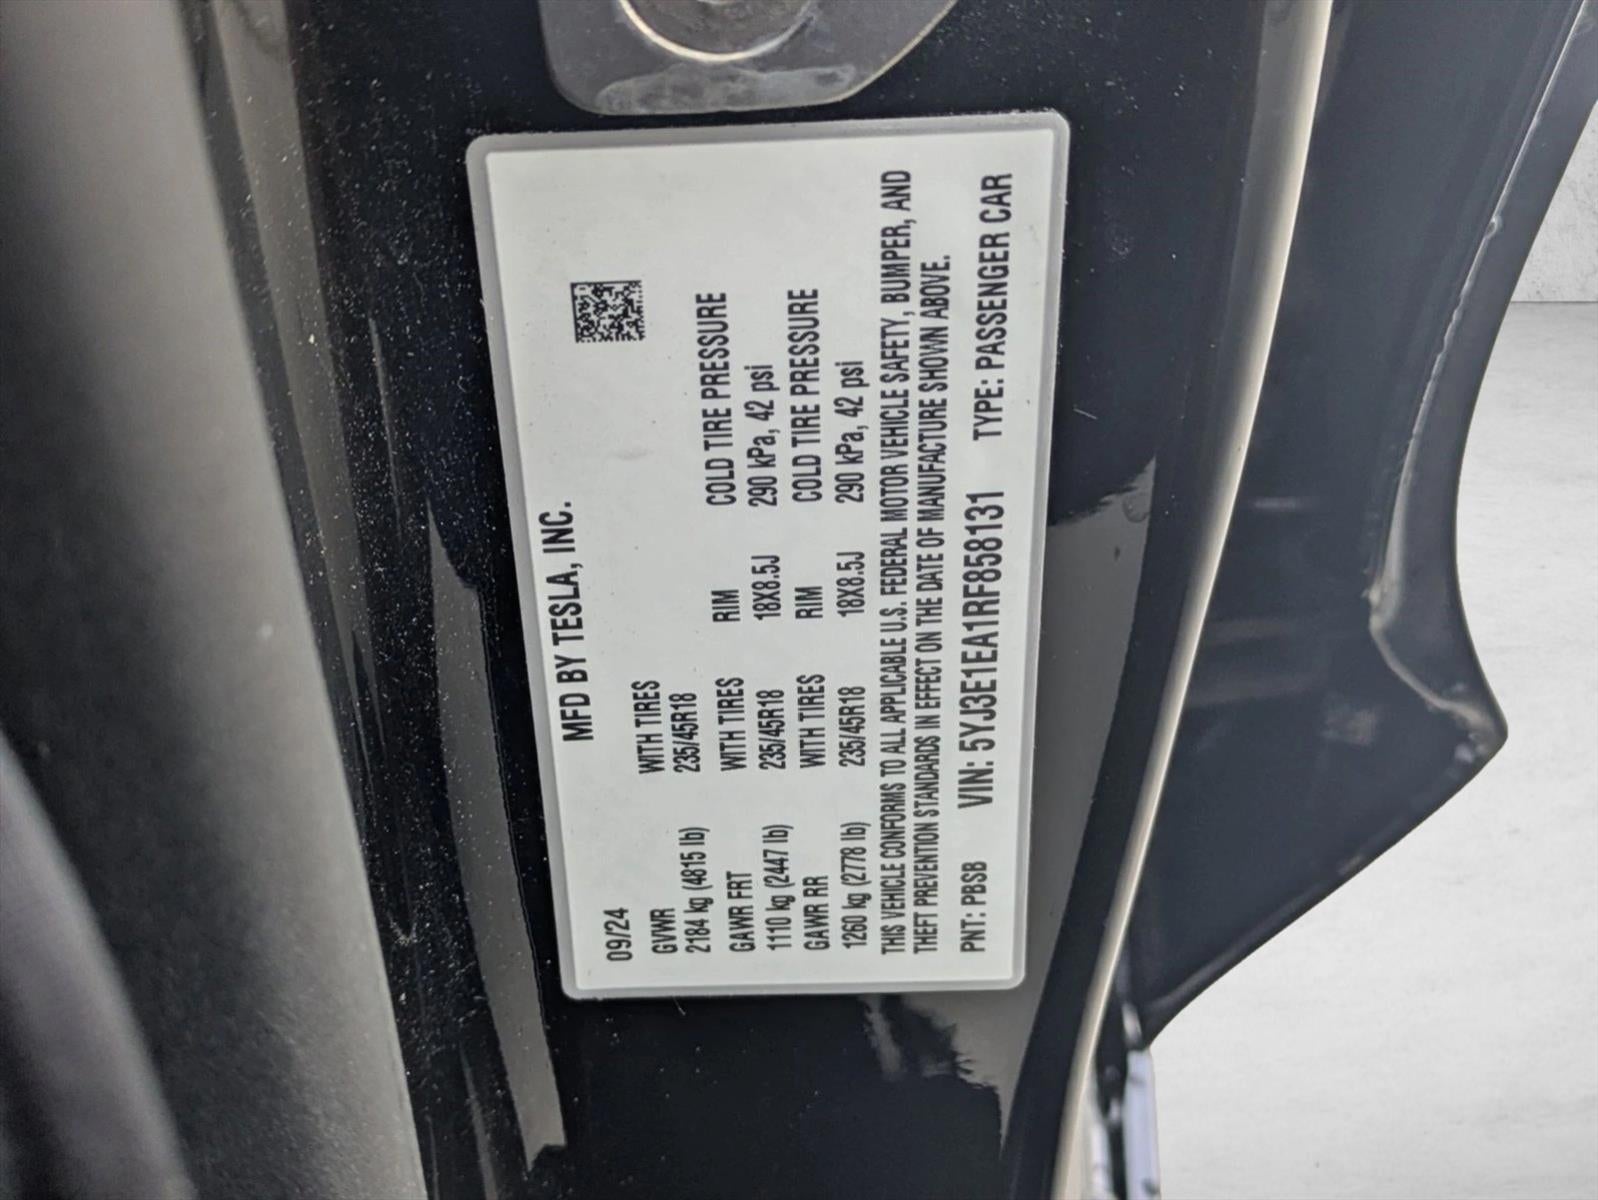 MFD BY TESLA, INC.
09/24
GVWR WITH TIRES
2184 kg (4815 lb) 235/45R18
GAWR FRT WITH TIRES RIM COLD TIRE PRESSURE
1110 kg (2447 lb) 235/45R18 18X8.5J 290 kPa, 42 psi
GAWR RR WITH TIRES RIM COLD TIRE PRESSURE
1260 kg (2778 lb) 235/45R18 18X8.5J 290 kPa, 42 psi
THIS VEHICLE CONFORMS TO ALL APPLICABLE U.S. FEDERAL MOTOR VEHICLE SAFETY, BUMPER, AND
THEFT PREVENTION STANDARDS IN EFFECT ON THE DATE OF MANUFACTURE SHOWN ABOVE.
PNT: PBSB VIN: 5YJ3E1EA1RF858131 TYPE: PASSENGER CAR